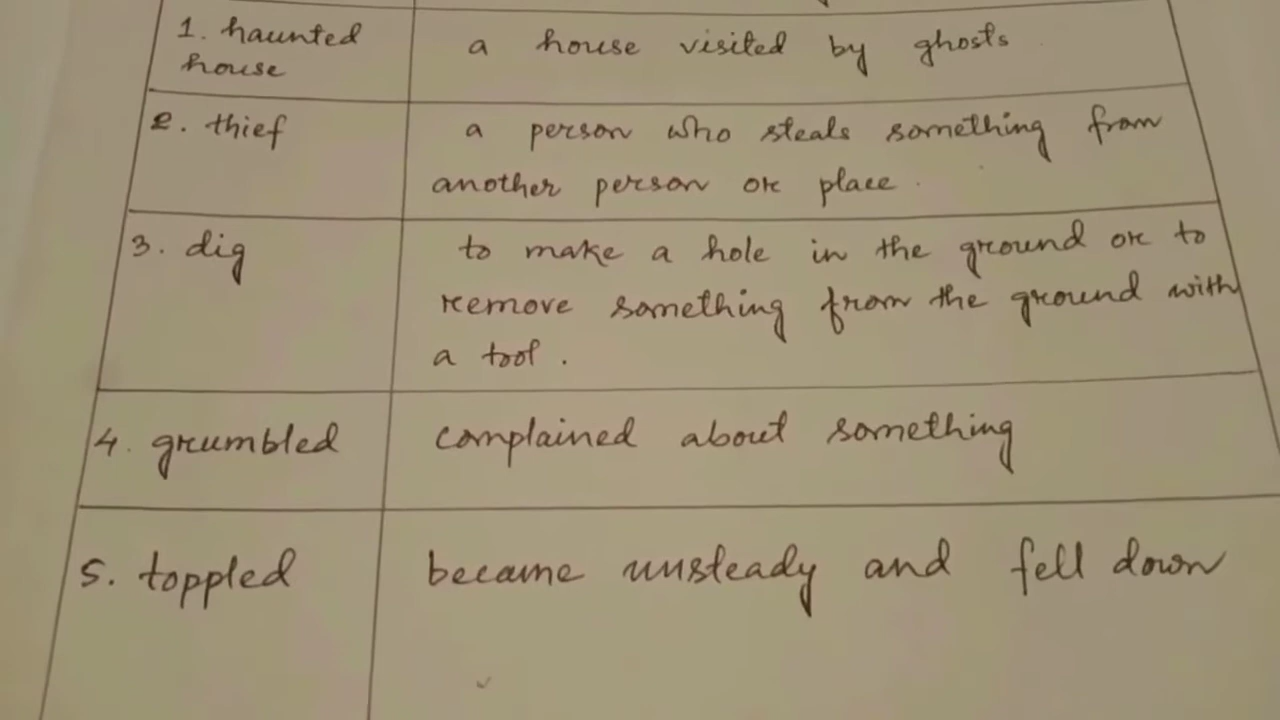 1. haunted house
a house visited by ghosts
2. thief
a person who steals something from
another person or place.
3. dig
to make a hole in the ground or to
remove something from the ground with
a tool.
4. grumbled
complained about something
5. toppled
became unsteady and fell down